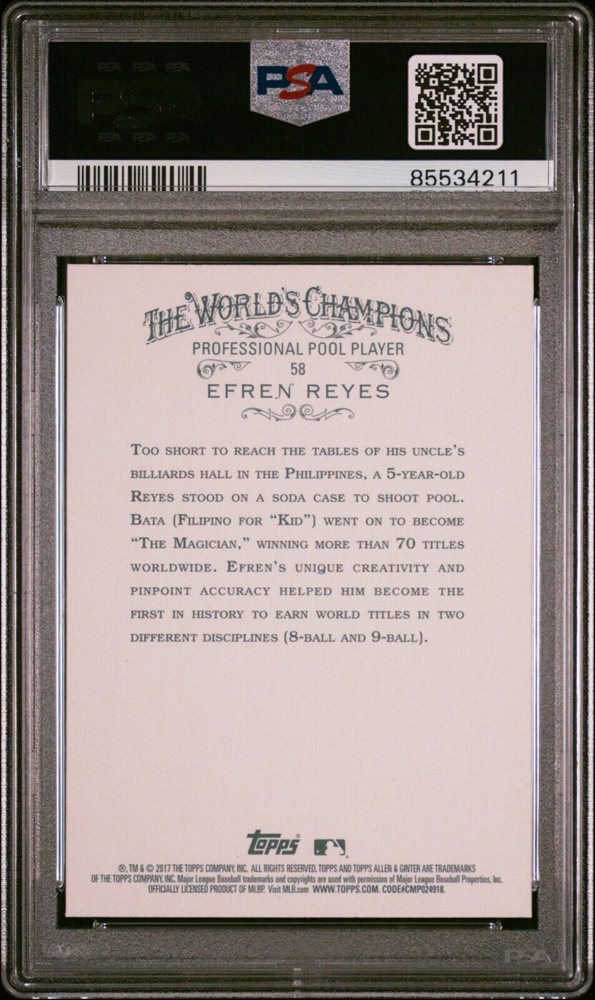 PSA
85534211
THE WORLD'S CHAMPIONS
PROFESSIONAL POOL PLAYER
58
EFREN REYES
TOO SHORT TO REACH THE TABLES OF HIS UNCLE'S
BILLIARDS HALL IN THE PHILIPPINES, A 5-YEAR-OLD
REYES STOOD ON A SODA CASE TO SHOOT POOL.
BATA (FILIPINO FOR "KID") WENT ON TO BECOME
"THE MAGICIAN," WINNING MORE THAN 70 TITLES
WORLDWIDE. EFREN'S UNIQUE CREATIVITY AND
PINPOINT ACCURACY HELPED HIM BECOME THE
FIRST IN HISTORY TO EARN WORLD TITLES IN TWO
DIFFERENT DISCIPLINES (8-BALL AND 9-BALL).
Topps
®, TM & © 2017 THE TOPPS COMPANY, INC. ALL RIGHTS RESERVED. TOPPS AND TOPPS ALLEN & GINTER ARE TRADEMARKS
OF THE TOPPS COMPANY, INC. Major League Baseball trademarks and copyrights are used with permission of Major League Baseball Properties, Inc.
OFFICIALLY LICENSED PRODUCT OF MLBP. Visit MLB.com WWW.TOPPS.COM. CODE#CMP024918.
PSA